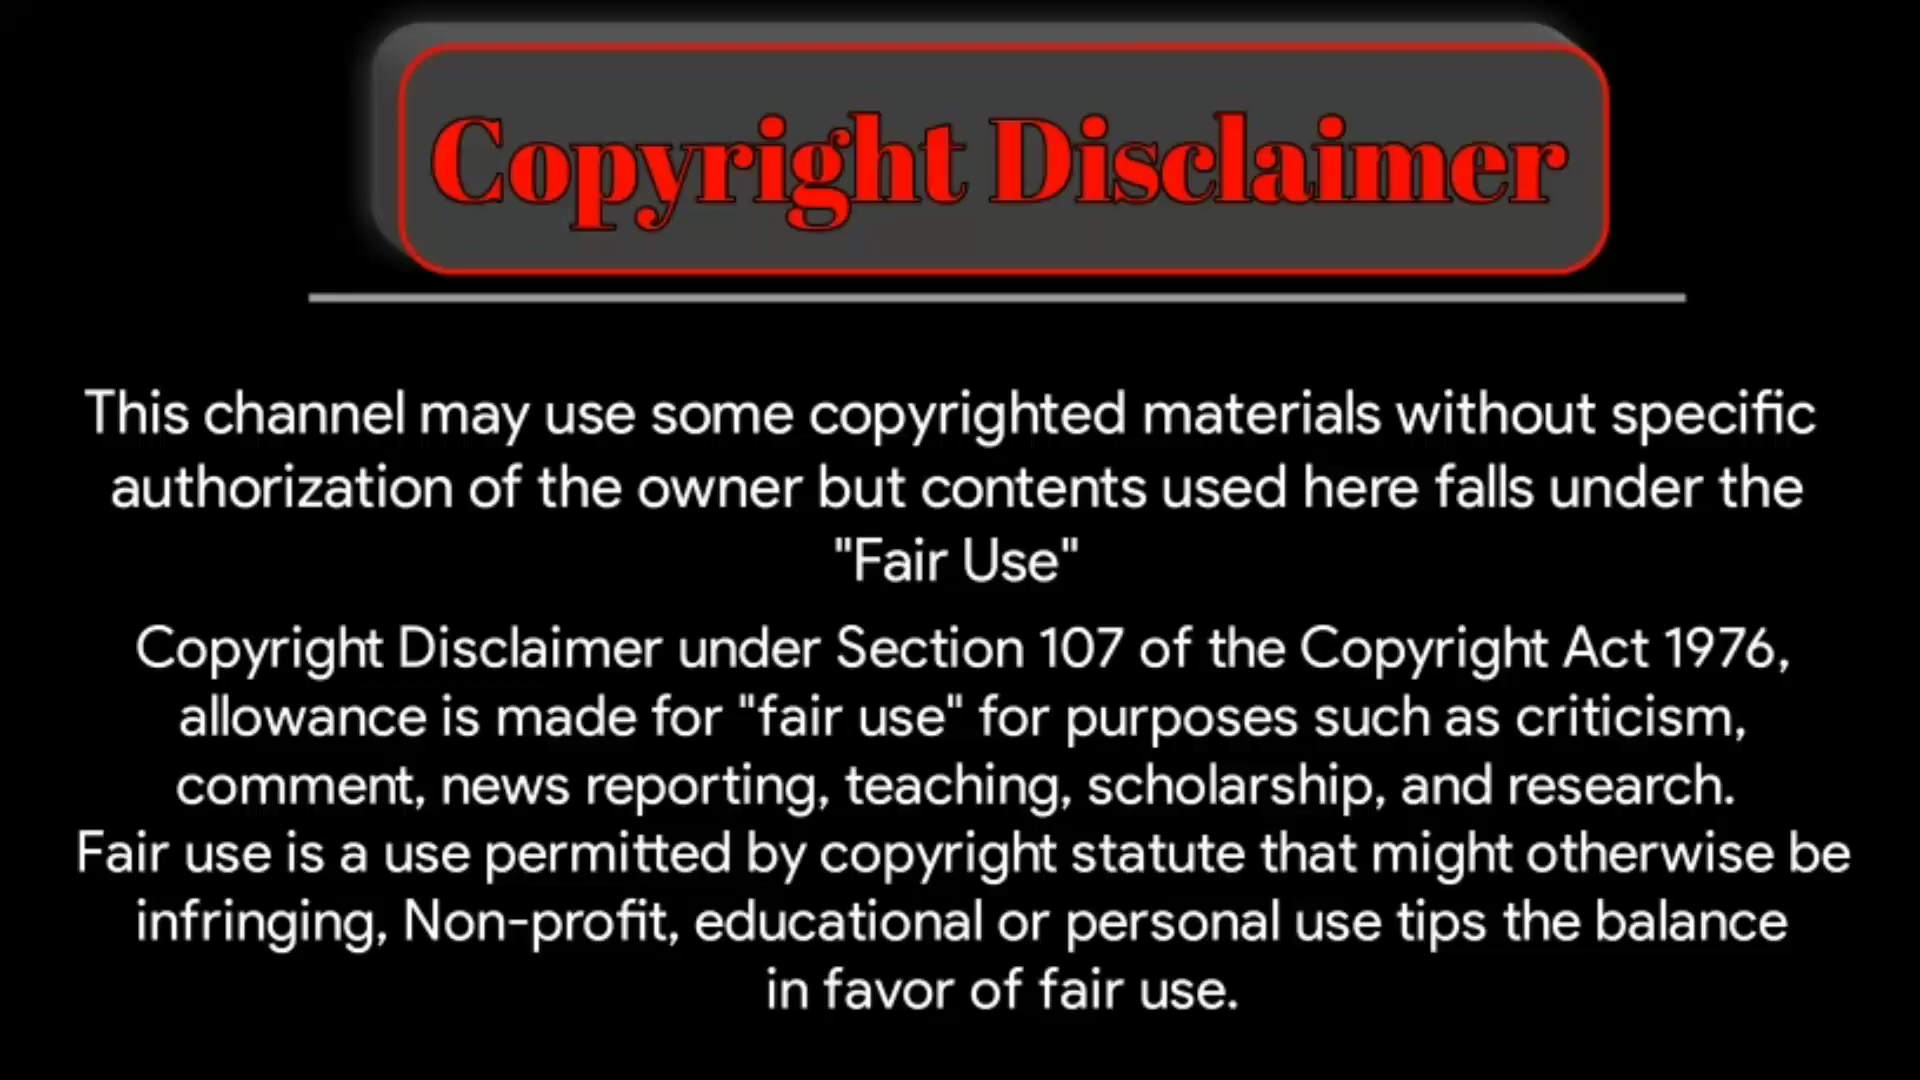 Copyright Disclaimer
This channel may use some copyrighted materials without specific
authorization of the owner but contents used here falls under the
"Fair Use"
Copyright Disclaimer under Section 107 of the Copyright Act 1976,
allowance is made for "fair use" for purposes such as criticism,
comment, news reporting, teaching, scholarship, and research.
Fair use is a use permitted by copyright statute that might otherwise be
infringing, Non-profit, educational or personal use tips the balance
in favor of fair use.